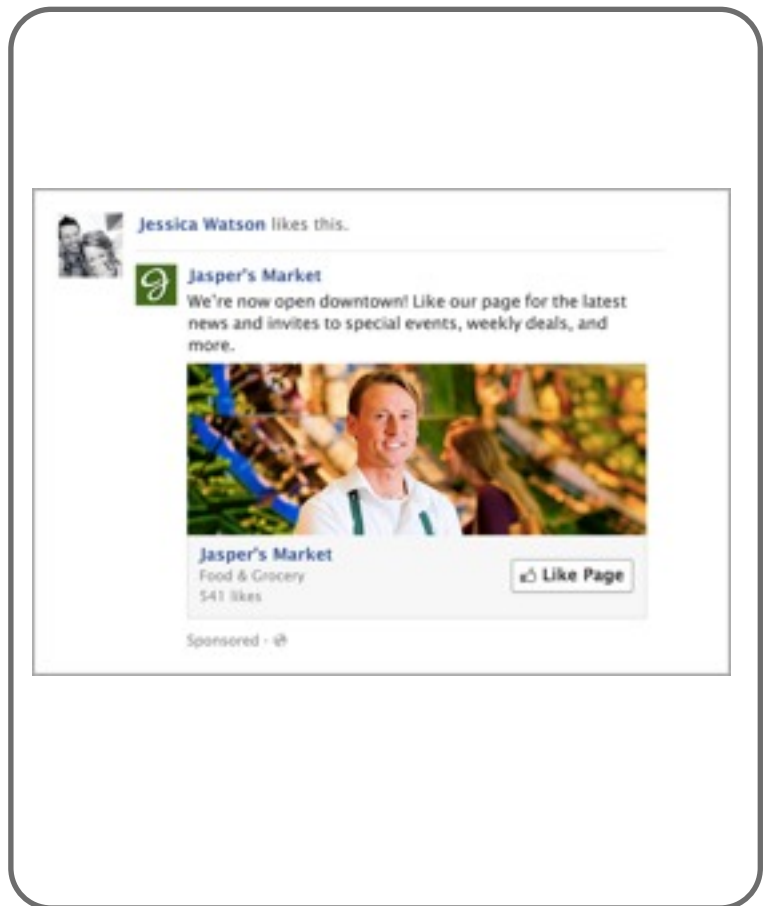 Jessica Watson likes this.
Jasper's Market
We're now open downtown! Like our page for the latest
news and invites to special events, weekly deals, and
more.
Jasper's Market
Food & Grocery
541 likes
Like Page
Sponsored ·